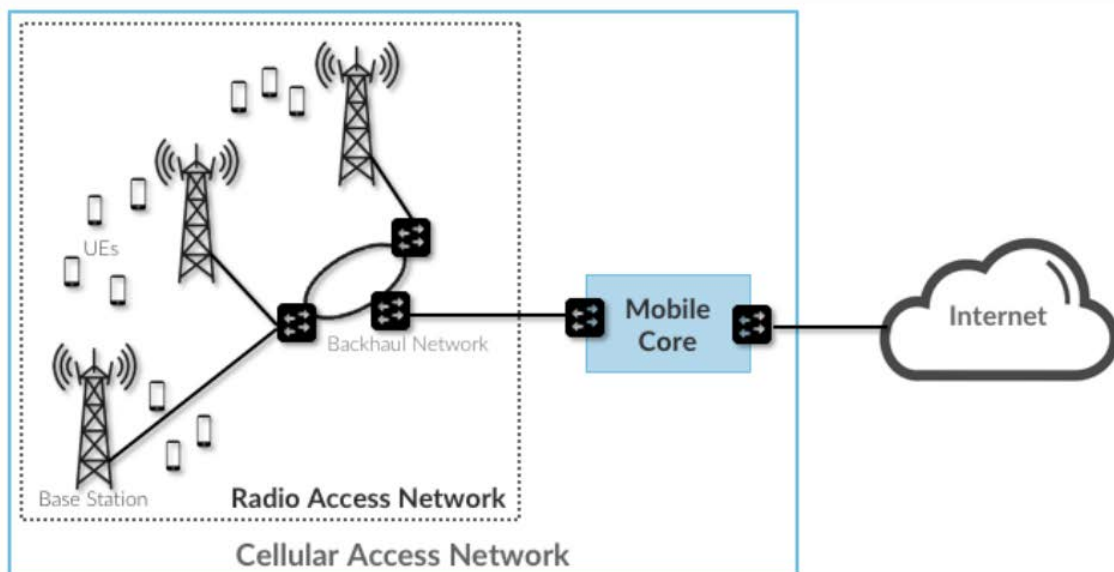 UEs
Backhaul Network
Mobile
Core
Internet
Base Station
Radio Access Network
Cellular Access Network